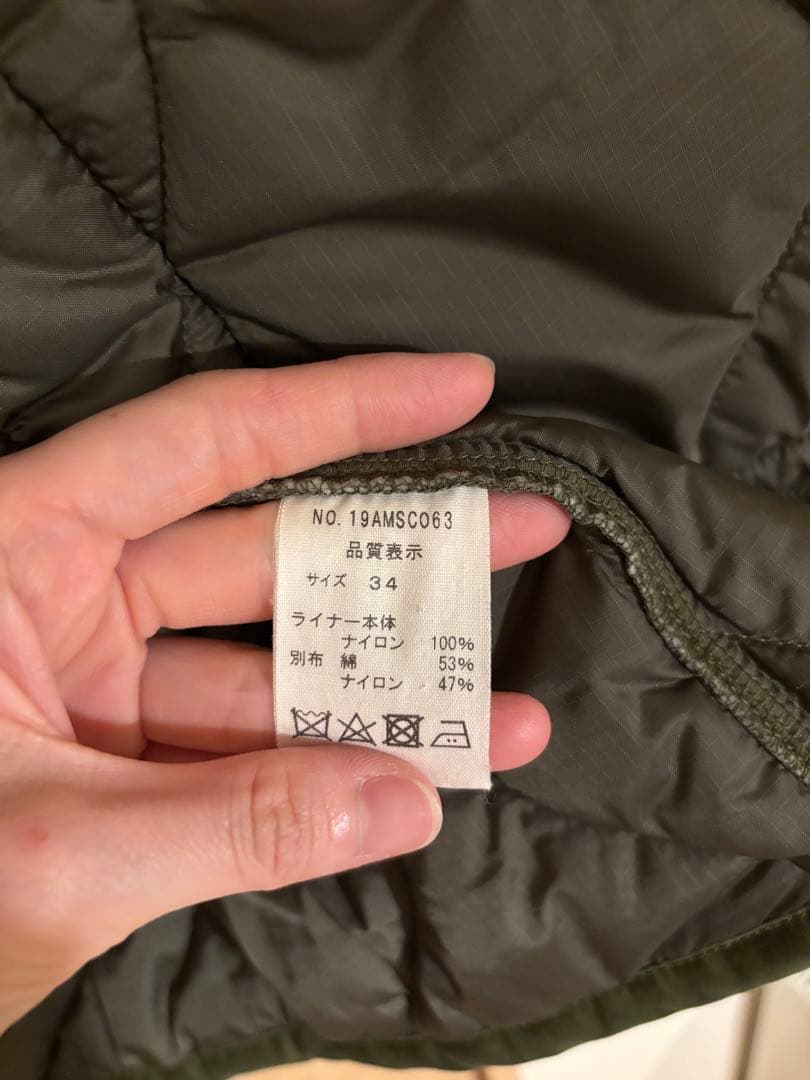 NO. 19AMSC063
品質表示
サイズ 34
ライナー本体
ナイロン 100%
別布 綿 53%
ナイロン 47%